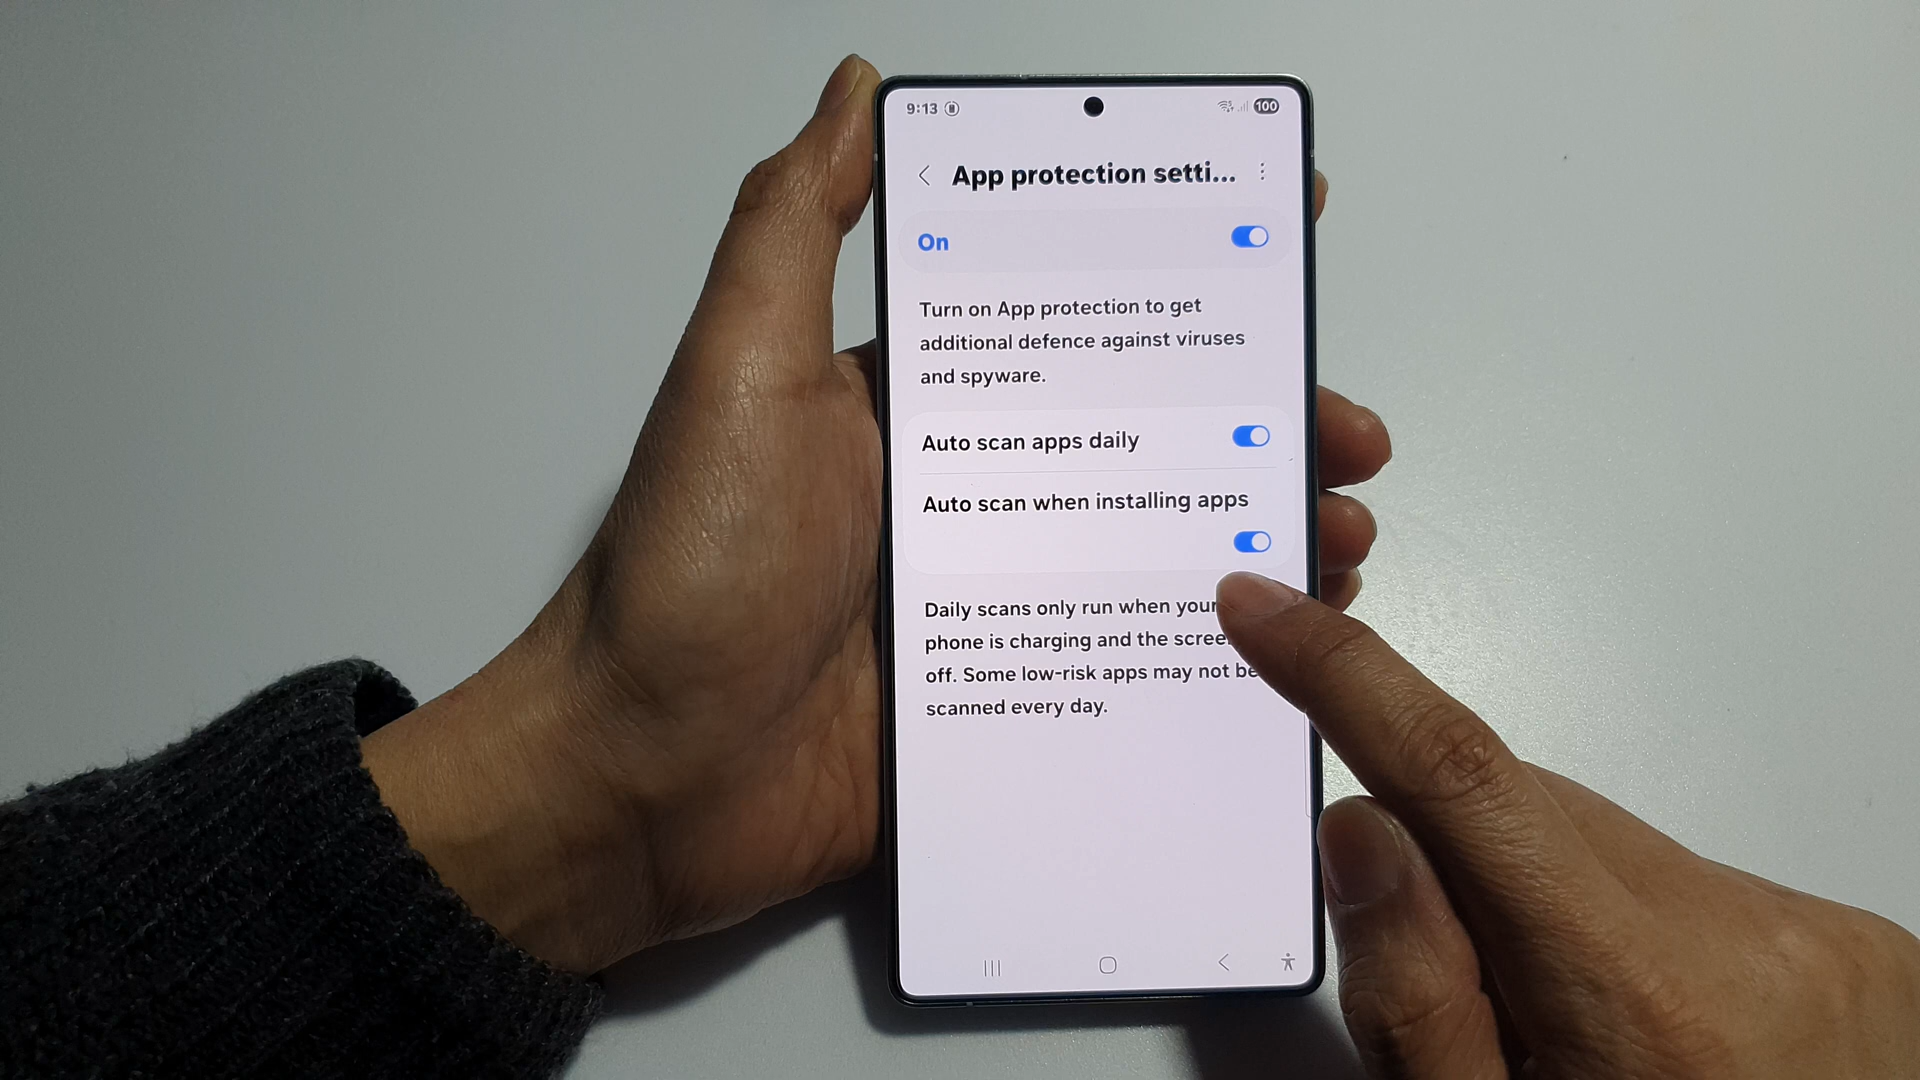 9:13
100
App protection setti...
On
Turn on App protection to get
additional defence against viruses
and spyware.
Auto scan apps daily
Auto scan when installing apps
Daily scans only run when your
phone is charging and the
off. Some low-risk apps may not be
scanned every day.